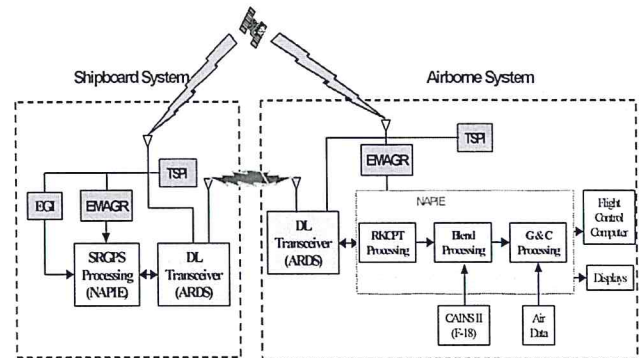 Shipboard System
Airborne System
TSPI
EGI
EMAGR
SRGPS
Processing
(NAPIE)
DL
Transceiver
(ARDS)
TSPI
EMAGR
NAPIE
DL
Transceiver
(ARDS)
RKCPT
Processing
Blend
Processing
G & C
Processing
Flight
Control
Computer
Displays
CAINS II
(F-18)
Air
Data